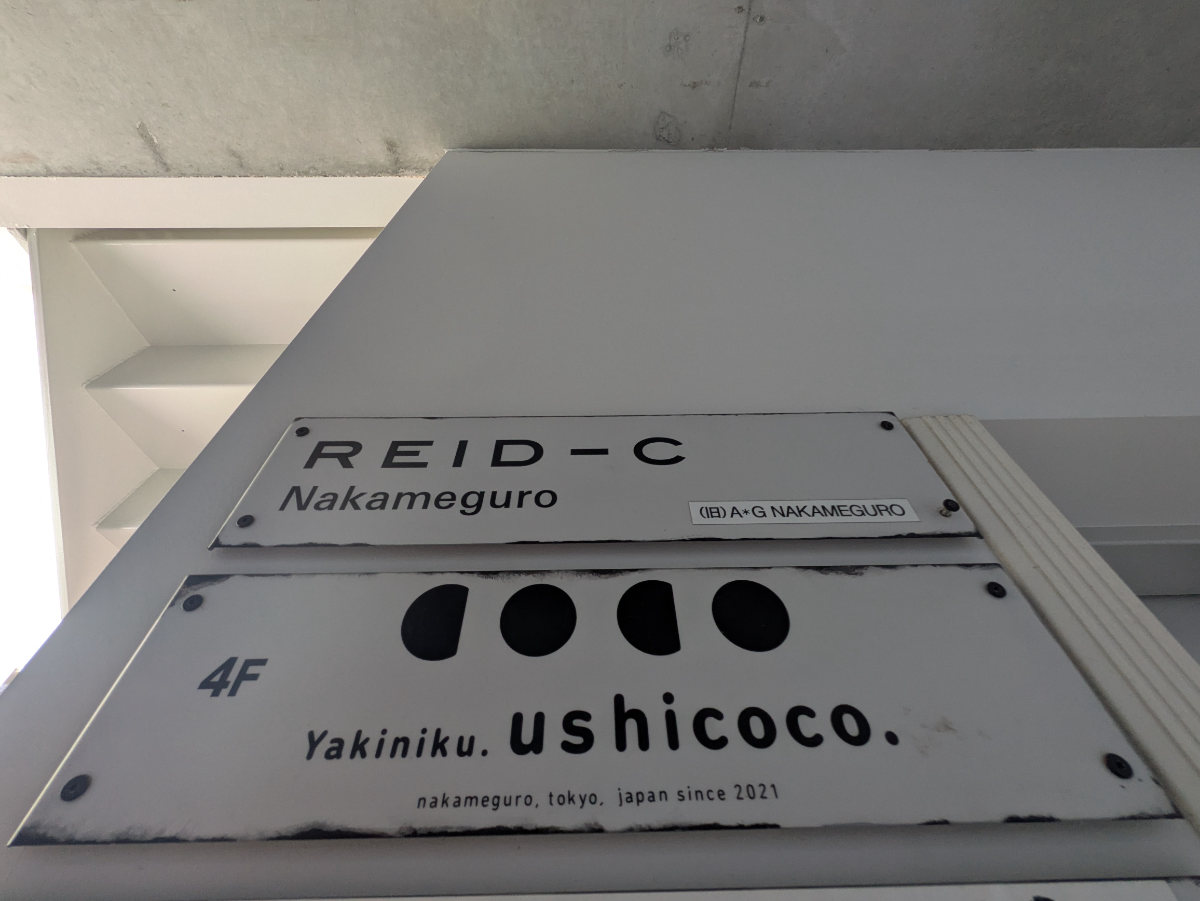 REID-C
Nakameguro
(旧) A*G NAKAMEGURO
4F
Yakiniku. ushicoco.
nakameguro, tokyo, japan since 2021